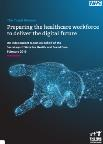 NHS
The Topol Review
Preparing the healthcare workforce
to deliver the digital future
An independent report on behalf of the
Secretary of State for Health and Social Care
February 2019